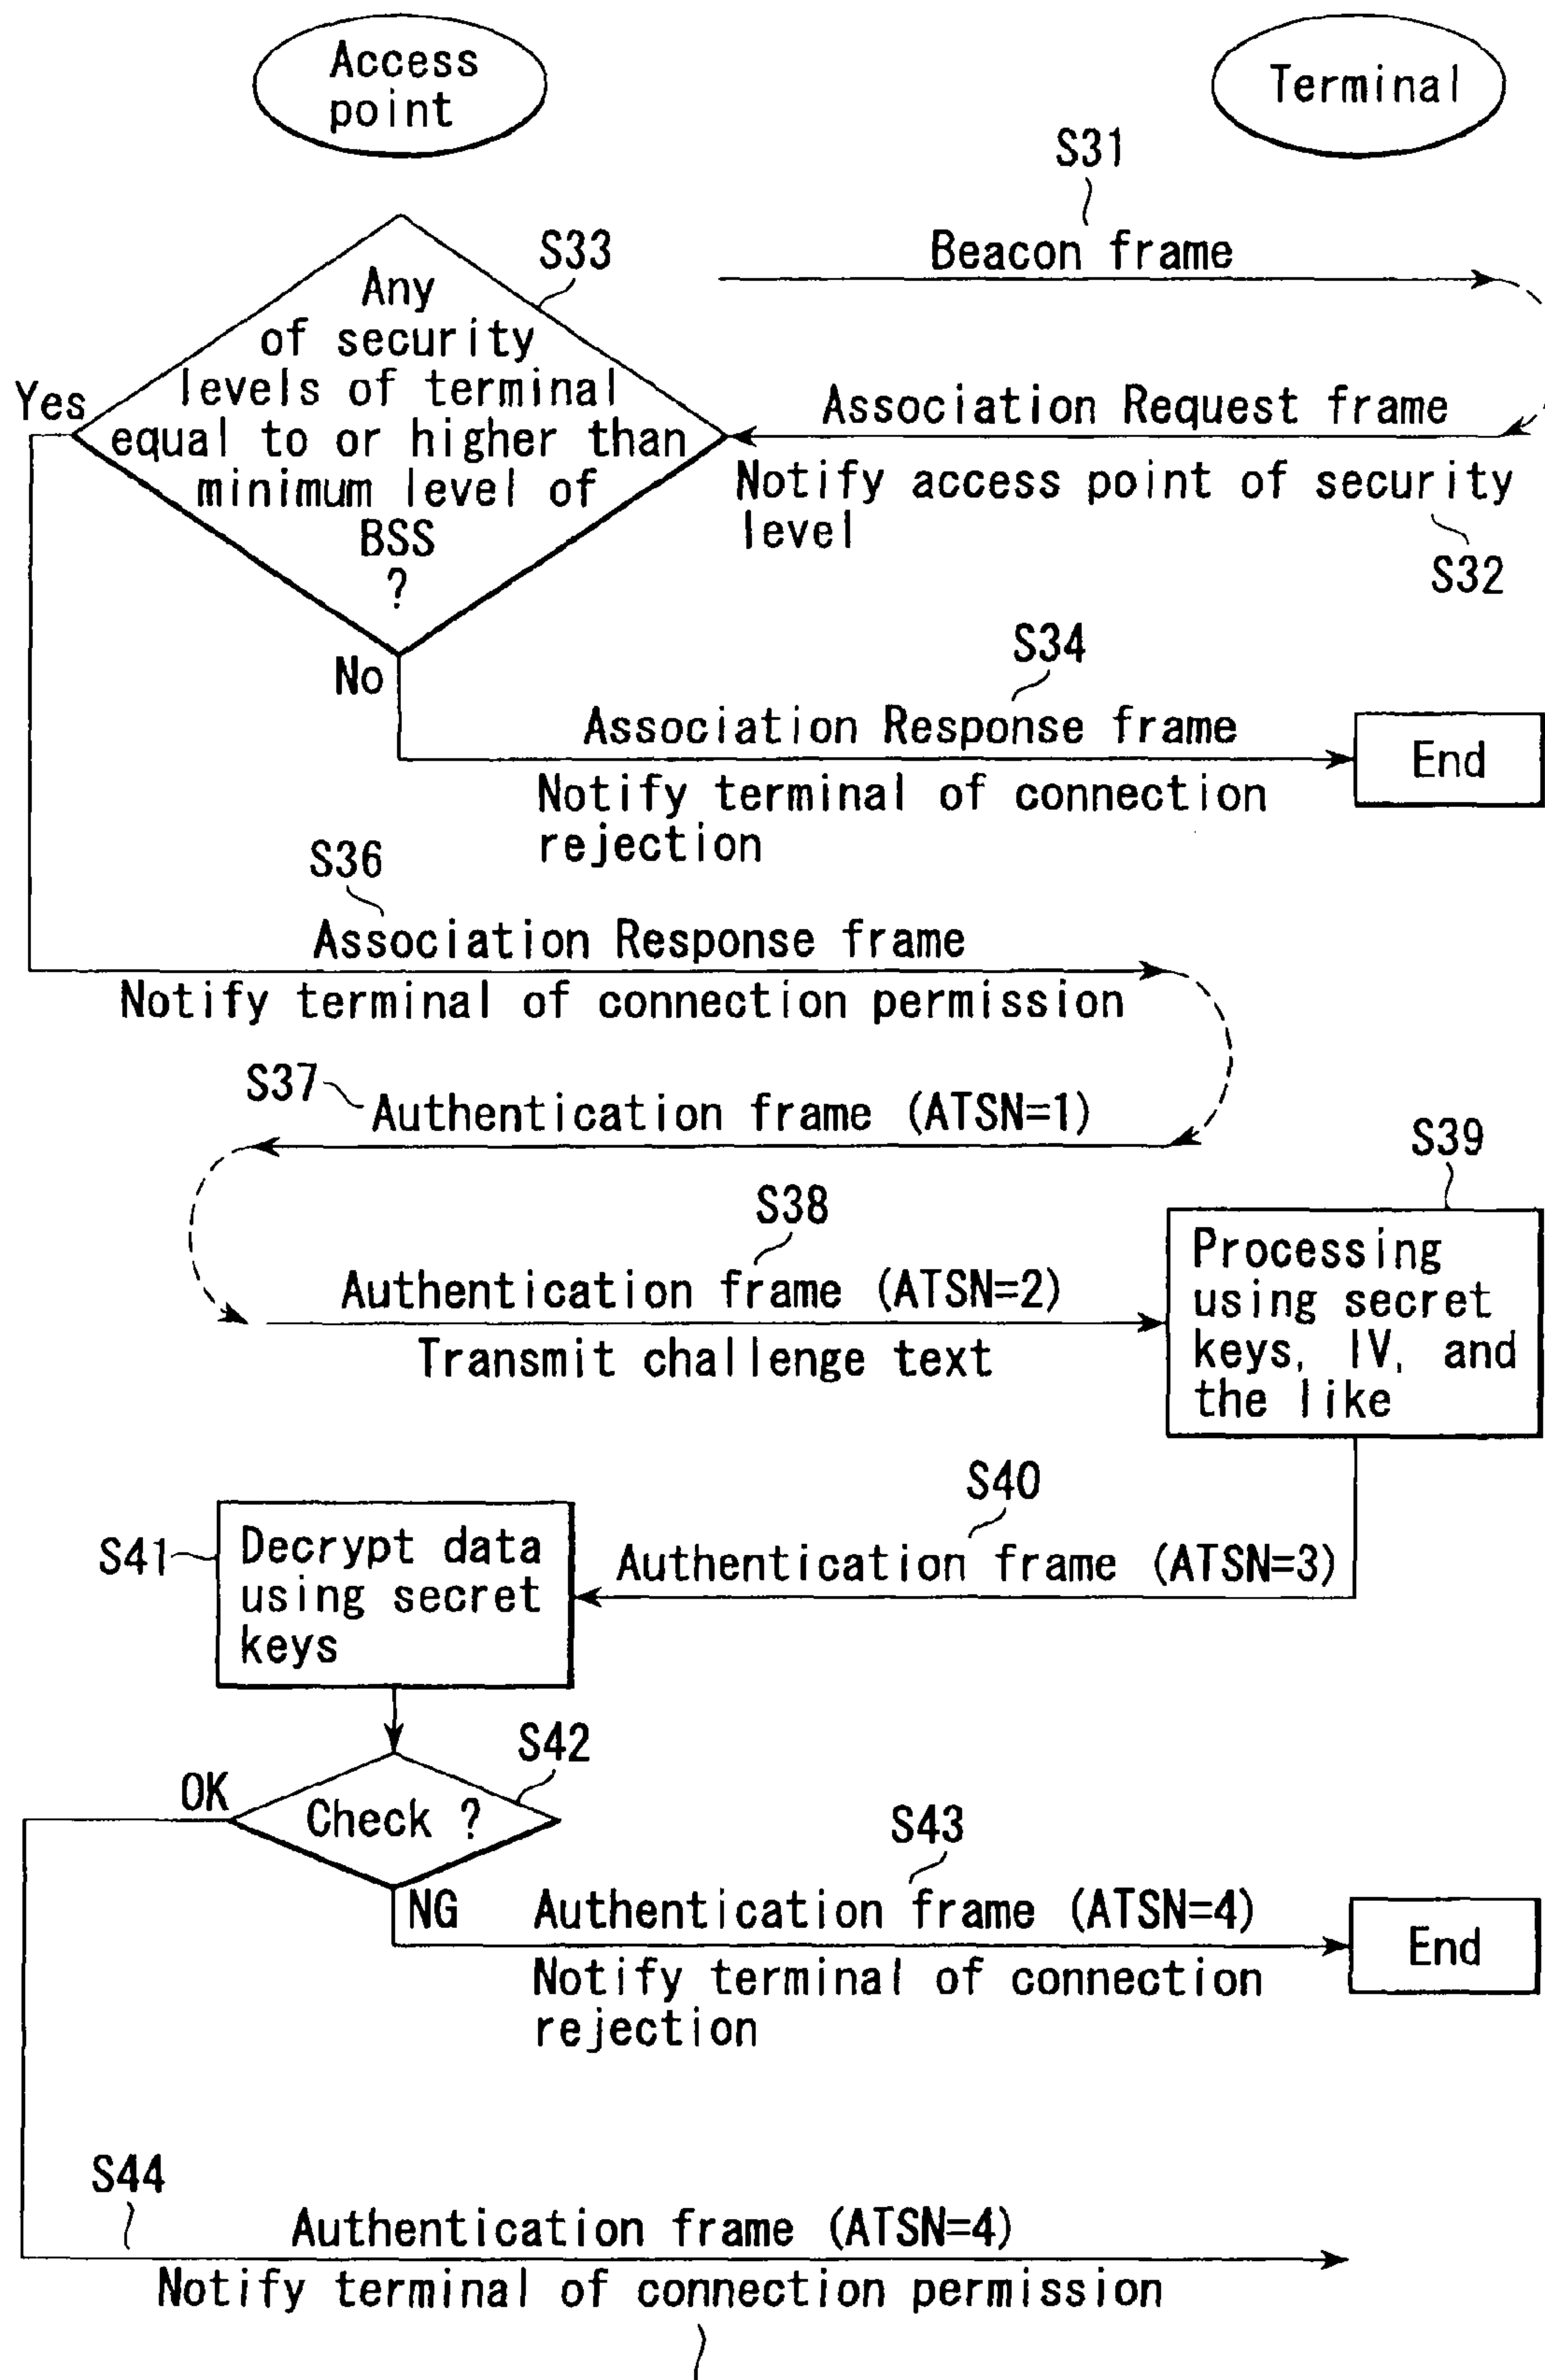 Access
point
Terminal
S31
Beacon frame
S33
Any
of security
levels of terminal
equal to or higher than
minimum level of
BSS
?
Yes
No
Association Request frame
Notify access point of security
level
S32
S34
Association Response frame
Notify terminal of connection
rejection
End
S36
Association Response frame
Notify terminal of connection permission
S37
Authentication frame (ATSN=1)
S38
Authentication frame (ATSN=2)
Transmit challenge text
S39
Processing
using secret
keys, IV, and
the like
S40
Authentication frame (ATSN=3)
S41
Decrypt data
using secret
keys
S42
Check ?
OK
NG
S43
Authentication frame (ATSN=4)
Notify terminal of connection
rejection
End
S44
Authentication frame (ATSN=4)
Notify terminal of connection permission